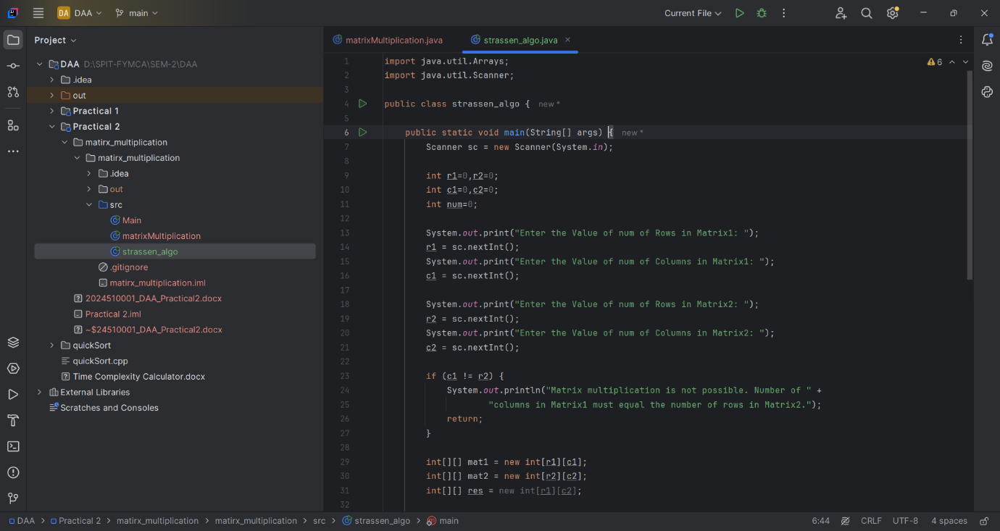 DA DAA main Current File
Project
DAA D:\SPIT-FYMCA\SEM-2\DAA
.idea
out
Practical 1
Practical 2
matirx_multiplication
matirx_multiplication
.idea
out
src
Main
matrixMultiplication
strassen_algo
.gitignore
matirx_multiplication.iml
2024510001_DAA_Practical2.docx
Practical 2.iml
~$24510001_DAA_Practical2.docx
quickSort
quickSort.cpp
Time Complexity Calculator.docx
External Libraries
Scratches and Consoles
matrixMultiplication.java strassen_algo.java
6
1 import java.util.Arrays;
2 import java.util.Scanner;
3
4 public class strassen_algo { new *
5
6 public static void main(String[] args) { new *
7 Scanner sc = new Scanner(System.in);
8
9 int r1=0,r2=0;
10 int c1=0,c2=0;
11 int num=0;
12
13 System.out.print("Enter the Value of num of Rows in Matrix1: ");
14 r1 = sc.nextInt();
15 System.out.print("Enter the Value of num of Columns in Matrix1: ");
16 c1 = sc.nextInt();
17
18 System.out.print("Enter the Value of num of Rows in Matrix2: ");
19 r2 = sc.nextInt();
20 System.out.print("Enter the Value of num of Columns in Matrix2: ");
21 c2 = sc.nextInt();
22
23 if (c1 != r2) {
24 System.out.println("Matrix multiplication is not possible. Number of " +
25 "columns in Matrix1 must equal the number of rows in Matrix2.");
26 return;
27 }
28
29 int[][] mat1 = new int[r1][c1];
30 int[][] mat2 = new int[r2][c2];
31 int[][] res = new int[r1][c2];
32
DAA > Practical 2 > matirx_multiplication > matirx_multiplication > src > strassen_algo > main 6:44 CRLF UTF-8 4 spaces